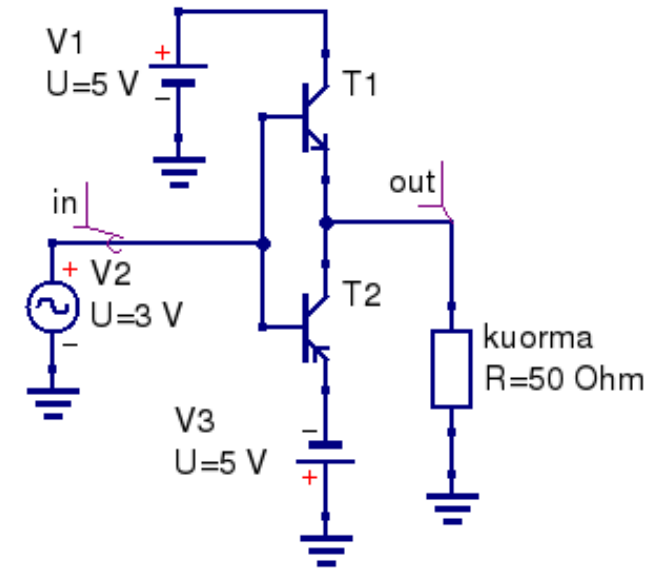 V1
+
U=5 V
−
T1
out
in
+
V2
U=3 V
−
T2
kuorma
R=50 Ohm
V3
−
U=5 V
+